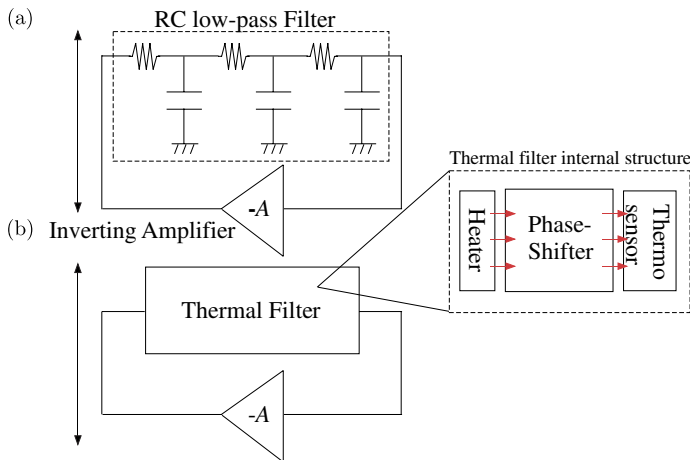 (a)
RC low-pass Filter
-A
Inverting Amplifier
(b)
Thermal Filter
-A
Thermal filter internal structure
Heater
Phase-
Shifter
Thermo
sensor